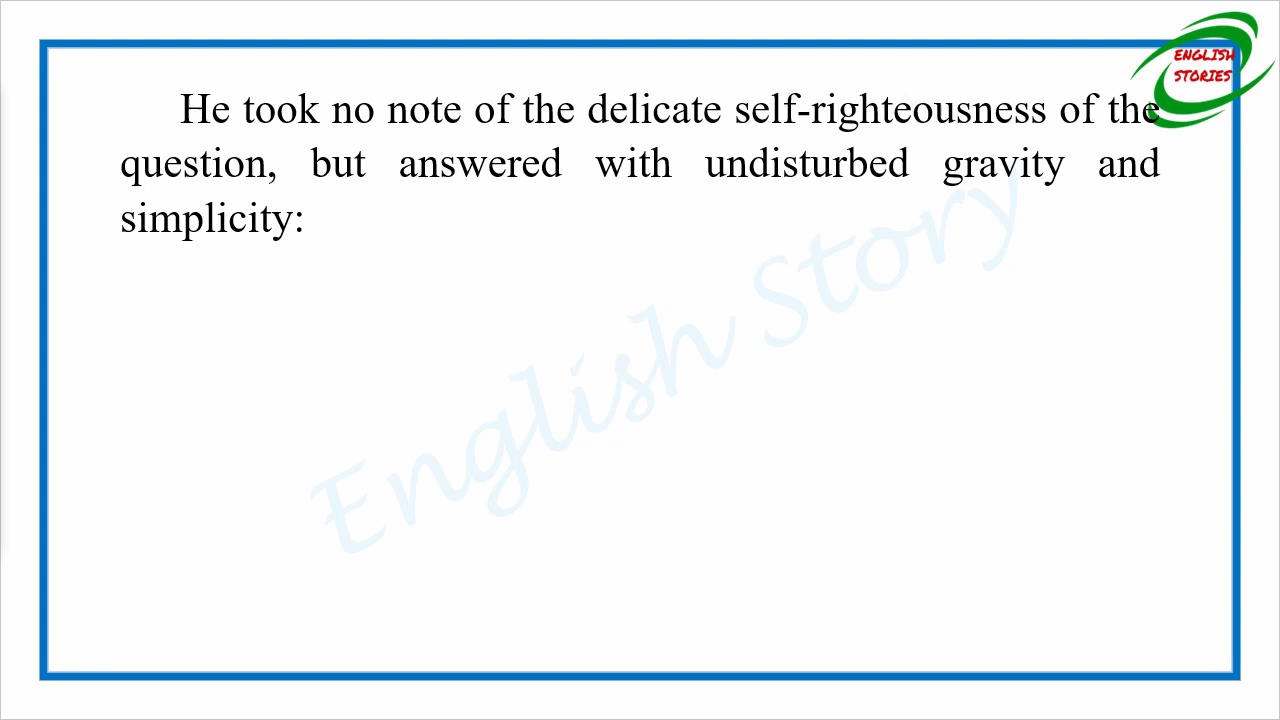 ENGLISH
STORIES
He took no note of the delicate self-righteousness of the
question, but answered with undisturbed gravity and
simplicity:
English Story